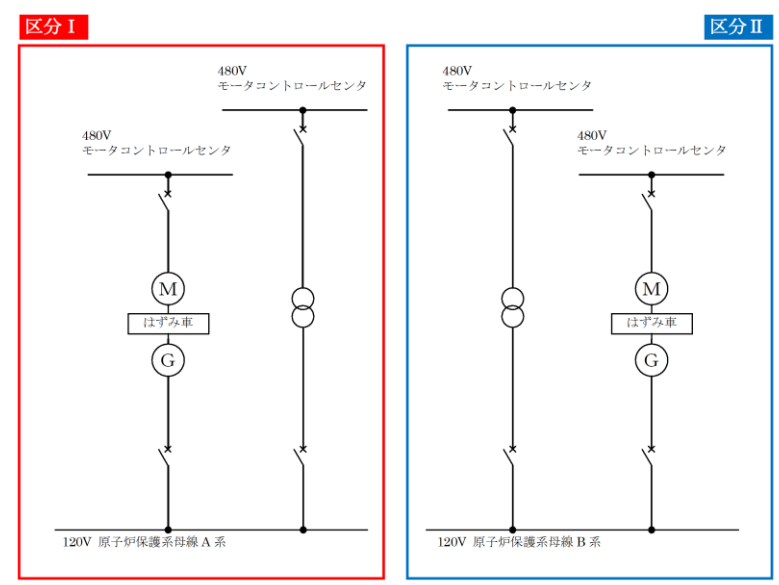 区分Ⅰ
480V
モータコントロールセンタ
480V
モータコントロールセンタ
M
はずみ車
G
120V 原子炉保護系母線A系
区分Ⅱ
480V
モータコントロールセンタ
480V
モータコントロールセンタ
M
はずみ車
G
120V 原子炉保護系母線B系